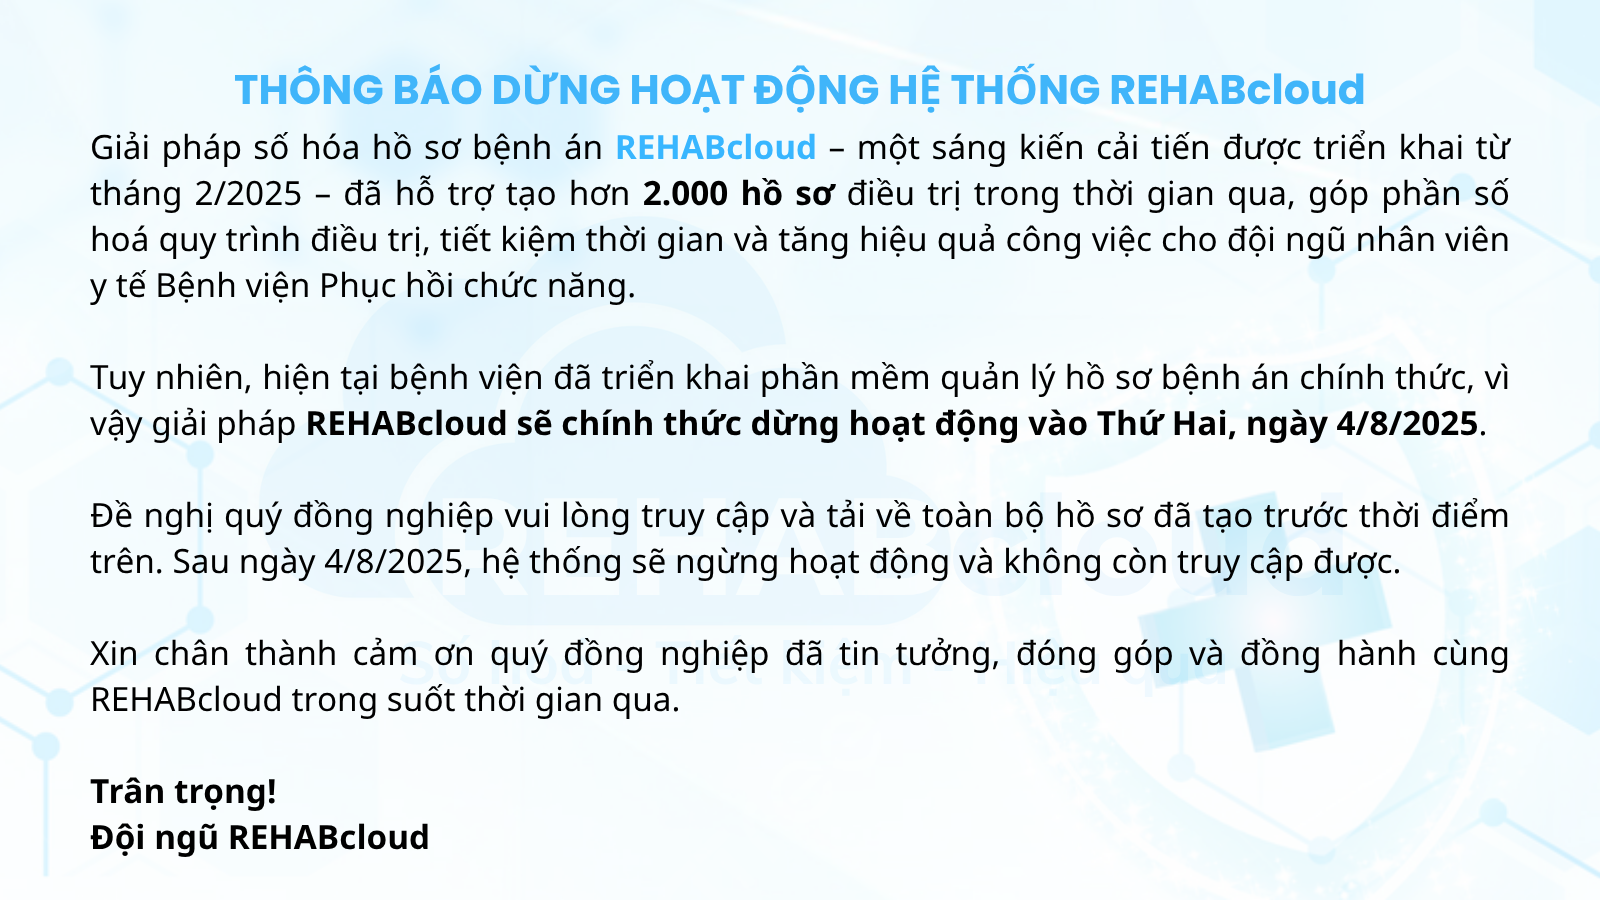 THÔNG BÁO DỪNG HOẠT ĐỘNG HỆ THỐNG REHABcloud
Giải pháp số hóa hồ sơ bệnh án REHABcloud – một sáng kiến cải tiến được triển khai từ
tháng 2/2025 – đã hỗ trợ tạo hơn 2.000 hồ sơ điều trị trong thời gian qua, góp phần số
hoá quy trình điều trị, tiết kiệm thời gian và tăng hiệu quả công việc cho đội ngũ nhân viên
y tế Bệnh viện Phục hồi chức năng.
Tuy nhiên, hiện tại bệnh viện đã triển khai phần mềm quản lý hồ sơ bệnh án chính thức, vì
vậy giải pháp REHABcloud sẽ chính thức dừng hoạt động vào Thứ Hai, ngày 4/8/2025.
Đề nghị quý đồng nghiệp vui lòng truy cập và tải về toàn bộ hồ sơ đã tạo trước thời điểm
trên. Sau ngày 4/8/2025, hệ thống sẽ ngừng hoạt động và không còn truy cập được.
REHABcloud
Xin chân thành cảm ơn quý đồng nghiệp đã tin tưởng, đóng góp và đồng hành cùng
Số hóa - Tiết kiệm - Hiệu quả
REHABcloud trong suốt thời gian qua.
Trân trọng!
Đội ngũ REHABcloud